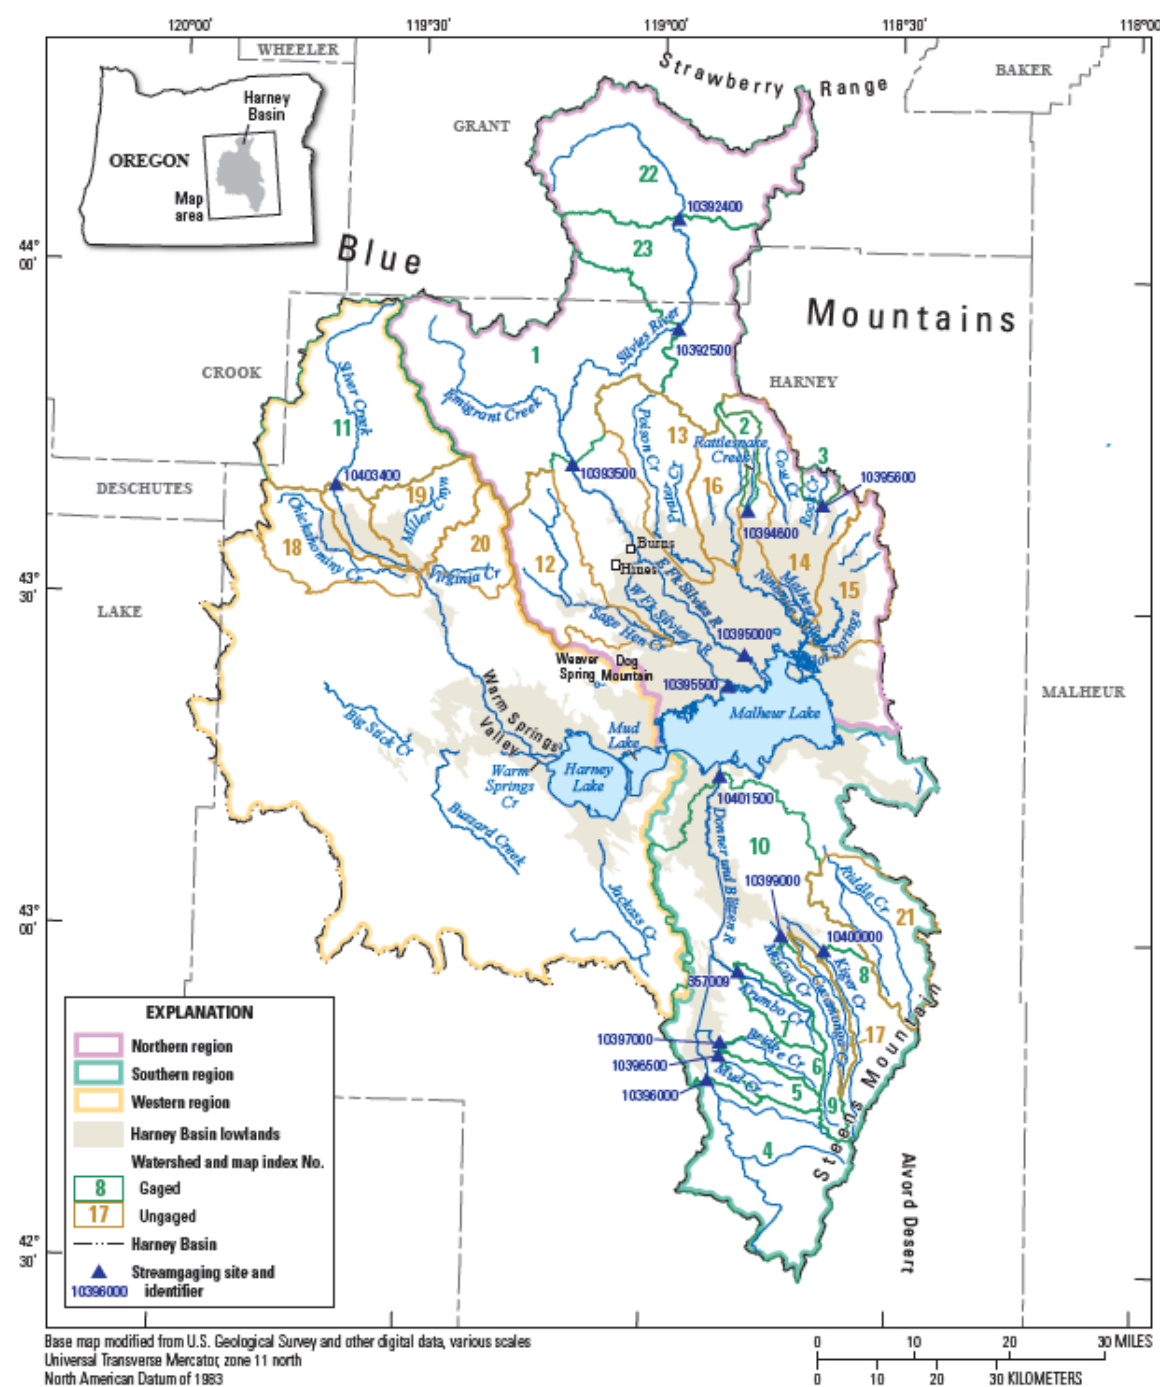 120°00'
119°30'
119°00'
118°30'
118°00'
WHEELER
Strawberry Range
BAKER
Harney
Basin
GRANT
OREGON
Map
area
22
10392400
44°
00'
23
Blue
Mountains
Silvies River
10392500
1
CROOK
HARNEY
Silver Creek
Emigrant Creek
11
Poison Cr
13
2
Rattlesnake
Creek
Cow Cr
3
10403400
10393500
10395600
DESCHUTES
19
Miller Cnyn
Prater Cr
16
Rock Cr
Chickahominy Cr
10394600
18
20
Burns
12
Hines
14
43°
30'
Virginia Cr
E Fk Silvies R
15
LAKE
W Fk Silvies R
Sage Hen Cr
10395000
Weaver
Spring
Dog
Mountain
10395500
MALHEUR
Warm Springs
Valley
Malheur Lake
Big Stick Cr
Mud
Lake
Harney
Lake
Warm
Springs
Cr
10401500
Buzzard Creek
Donner und Blitzen R
10
10399000
Riddle Cr
21
Jackass Cr
43°
00'
10400000
McCoy Cr
Kiger Cr
8
Cucamonga Cr
Krumbo Cr
7
17
10397000
Bridge Cr
10396500
6
Mud Cr
5
10396000
9
4
Steens Mountain
Alvord Desert
42°
30'
EXPLANATION
Northern region
Southern region
Western region
Harney Basin lowlands
Watershed and map index No.
8 Gaged
17 Ungaged
Harney Basin
Streamgaging site and
10396000 identifier
Base map modified from U.S. Geological Survey and other digital data, various scales
Universal Transverse Mercator, zone 11 north
North American Datum of 1983
0 10 20 30 MILES
0 10 20 30 KILOMETERS